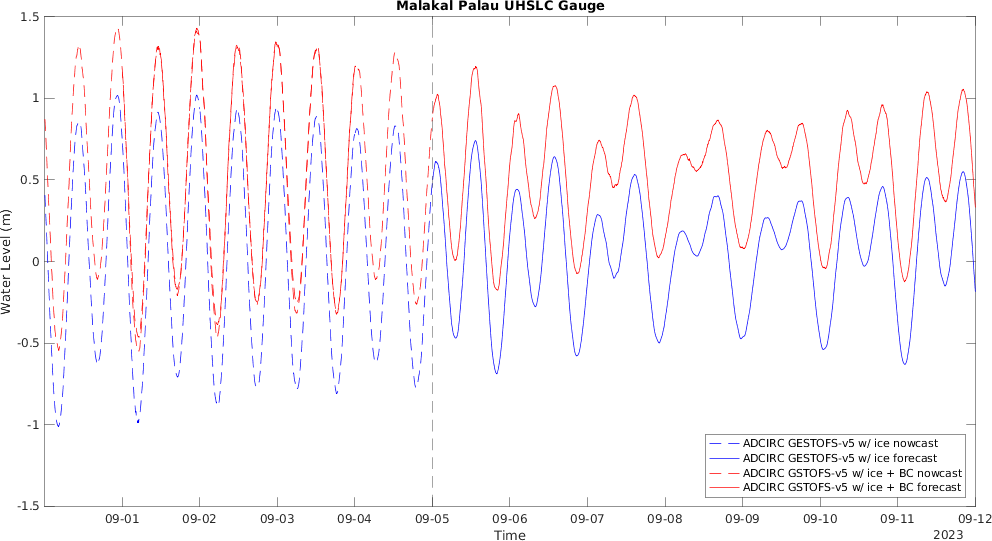 Malakal Palau UHSLC Gauge
Water Level (m)
1.5
1
0.5
0
-0.5
-1
-1.5
ADCIRC GESTOFS-v5 w/ ice nowcast
ADCIRC GESTOFS-v5 w/ ice forecast
ADCIRC GSTOFS-v5 w/ ice + BC nowcast
ADCIRC GSTOFS-v5 w/ ice + BC forecast
09-01 09-02 09-03 09-04 09-05 09-06 09-07 09-08 09-09 09-10 09-11 09-12
Time
2023